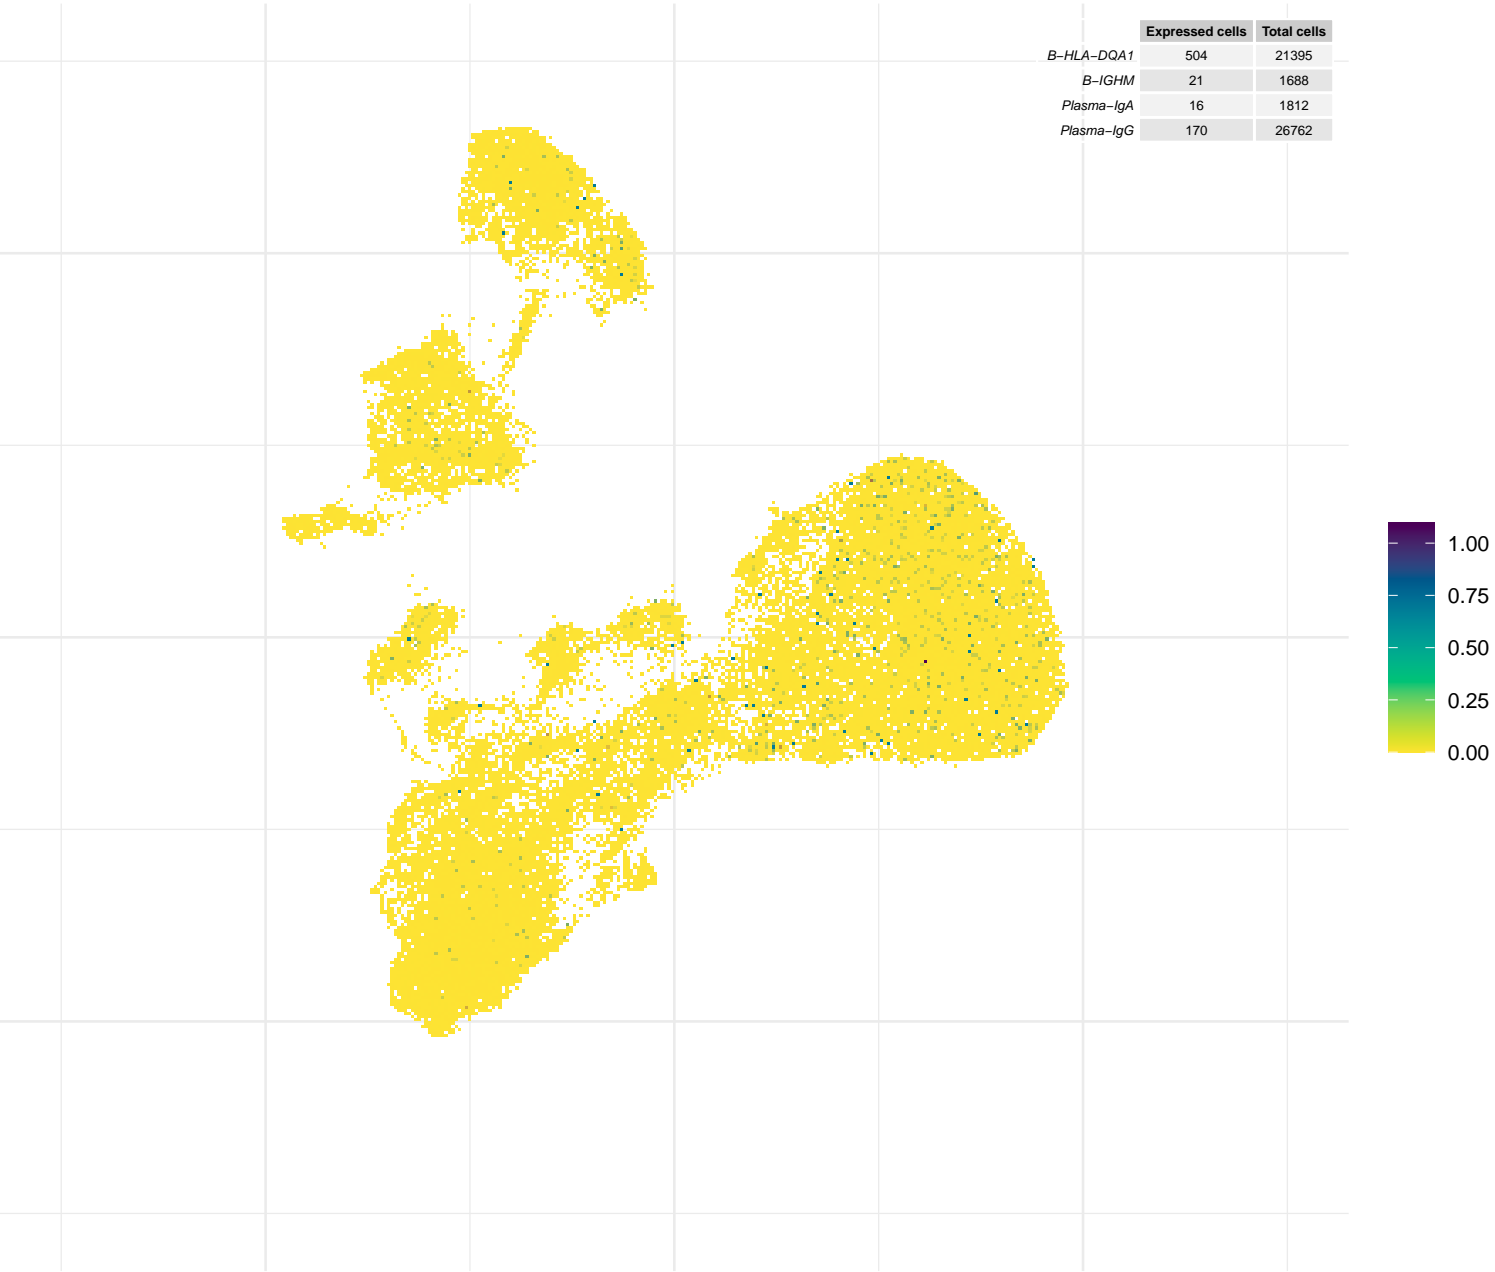 Expressed cells Total cells
B−HLA−DQA1 504 21395
B−IGHM 21 1688
Plasma−IgA 16 1812
Plasma−IgG 170 26762
1.00
0.75
0.50
0.25
0.00